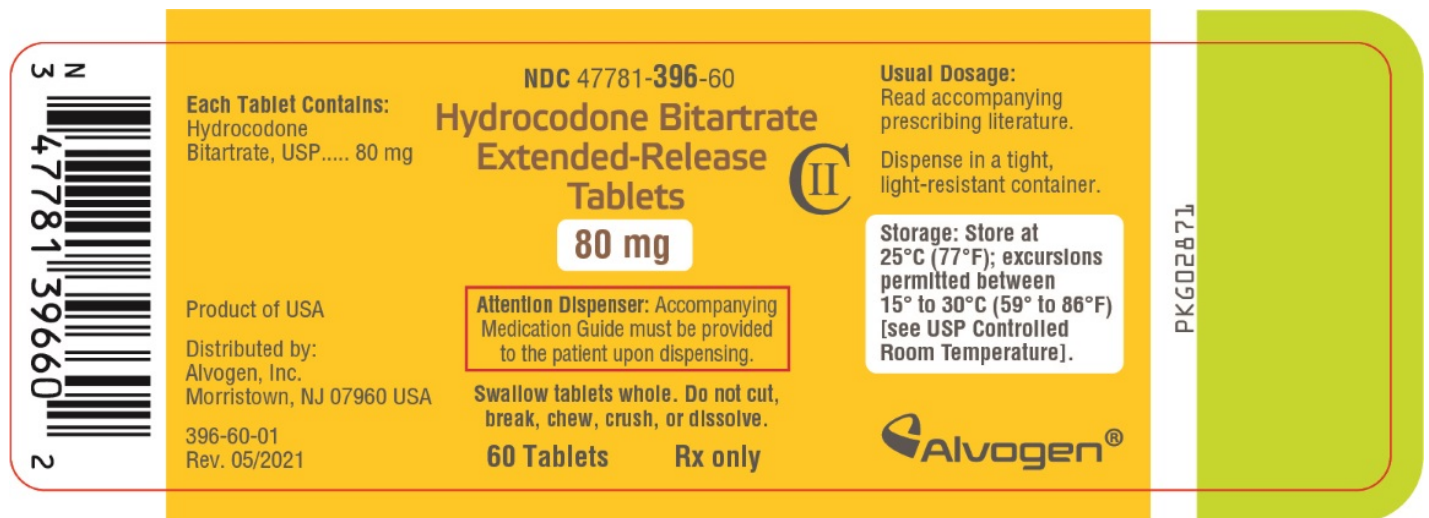 N
3 47781 39660 2
Each Tablet Contains:
Hydrocodone
Bitartrate, USP..... 80 mg
Product of USA
Distributed by:
Alvogen, Inc.
Morristown, NJ 07960 USA
396-60-01
Rev. 05/2021
NDC 47781-396-60
Hydrocodone Bitartrate
Extended-Release
Tablets
CII
80 mg
Attention Dispenser: Accompanying
Medication Guide must be provided
to the patient upon dispensing.
Swallow tablets whole. Do not cut,
break, chew, crush, or dissolve.
60 Tablets Rx only
Usual Dosage:
Read accompanying
prescribing literature.
Dispense in a tight,
light-resistant container.
Storage: Store at
25°C (77°F); excursions
permitted between
15° to 30°C (59° to 86°F)
[see USP Controlled
Room Temperature].
Alvogen®
PKG02871